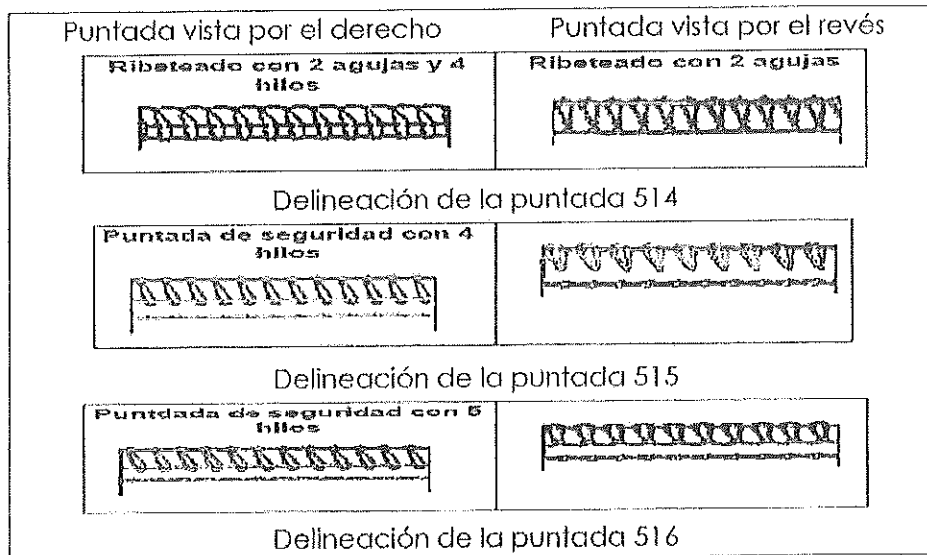 Puntada vista por el derecho
Puntada vista por el revés
Ribeteado con 2 agujas y 4
hilos
Ribeteado con 2 agujas
Delineación de la puntada 514
Puntada de seguridad con 4
hilos
Delineación de la puntada 515
Puntdada de seguridad con 5
hilos
Delineación de la puntada 516